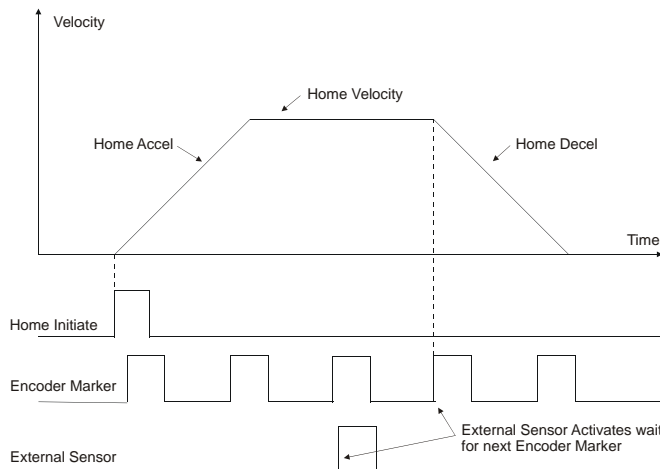 Velocity
Home Velocity
Home Accel
Home Decel
Time
Home Initiate
Encoder Marker
External Sensor Activates wait
for next Encoder Marker
External Sensor